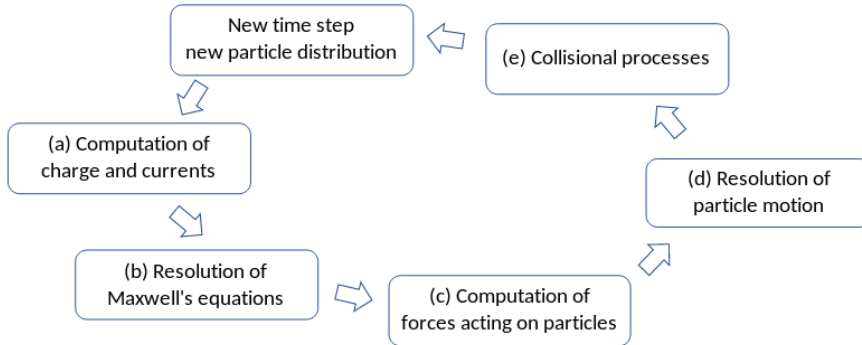 New time step
new particle distribution
(a) Computation of
charge and currents
(b) Resolution of
Maxwell's equations
(c) Computation of
forces acting on particles
(d) Resolution of
particle motion
(e) Collisional processes